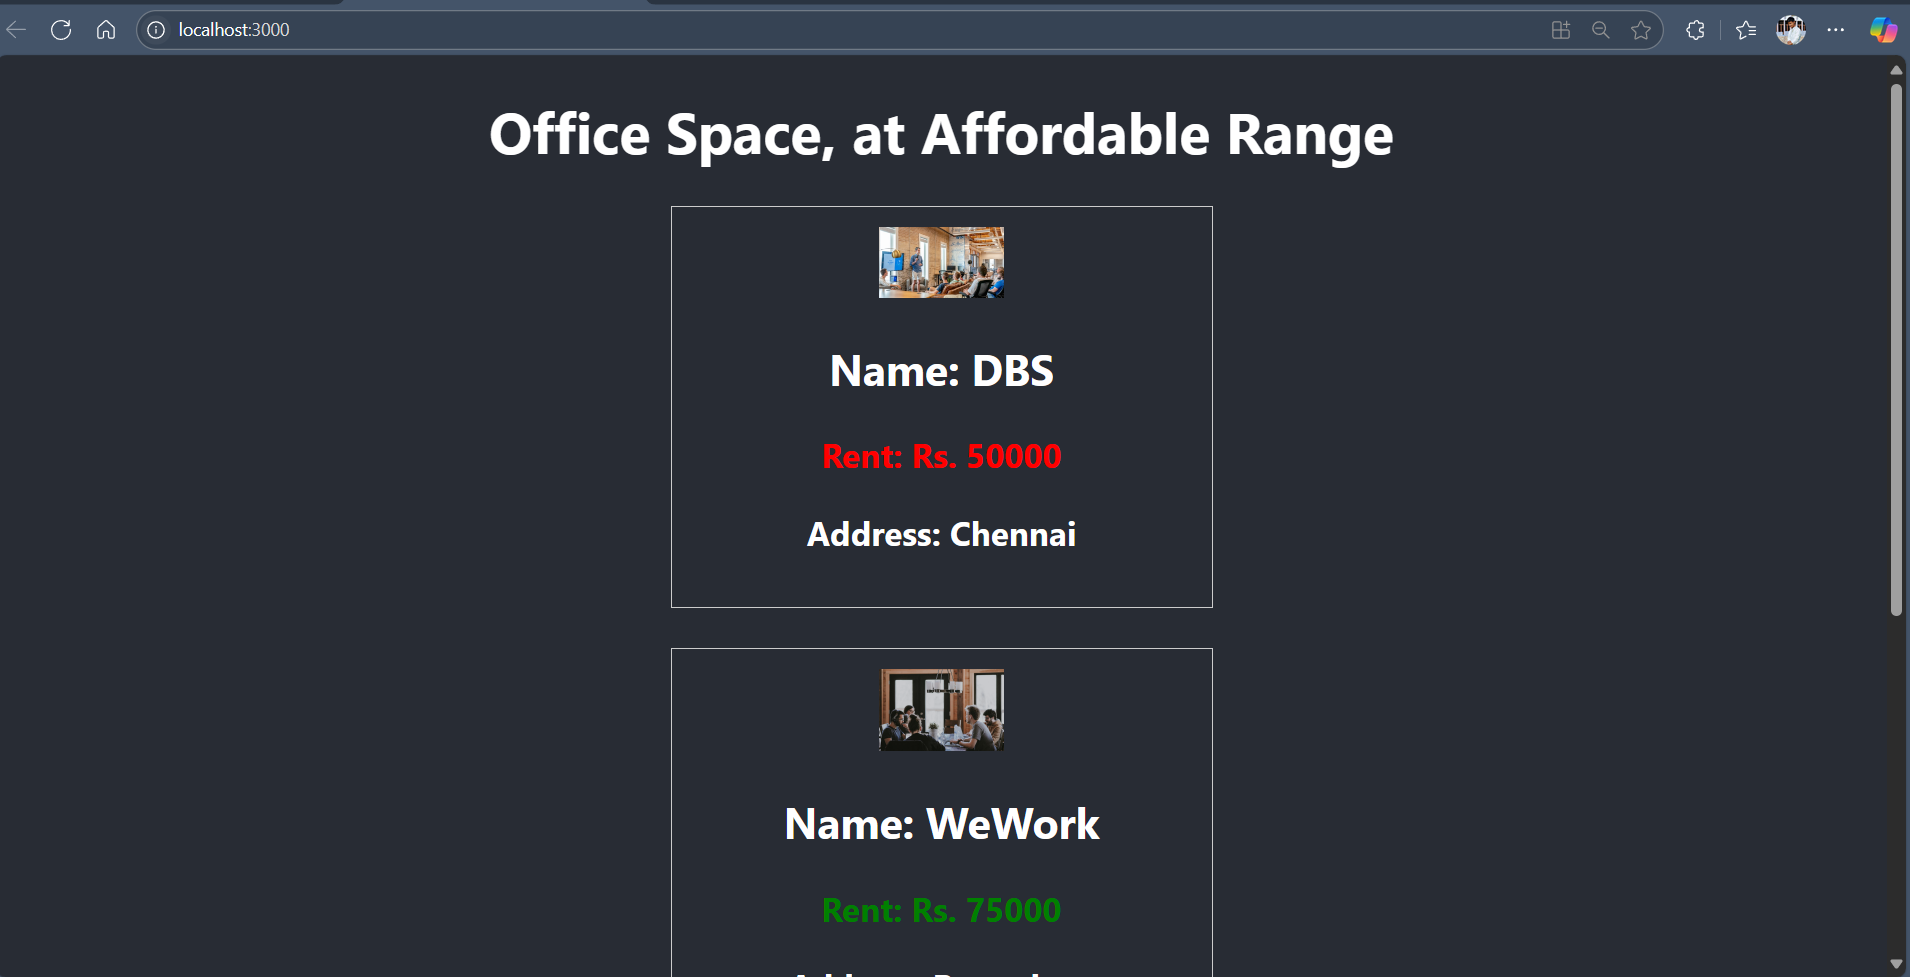 localhost:3000
Office Space, at Affordable Range
Name: DBS
Rent: Rs. 50000
Address: Chennai
Name: WeWork
Rent: Rs. 75000